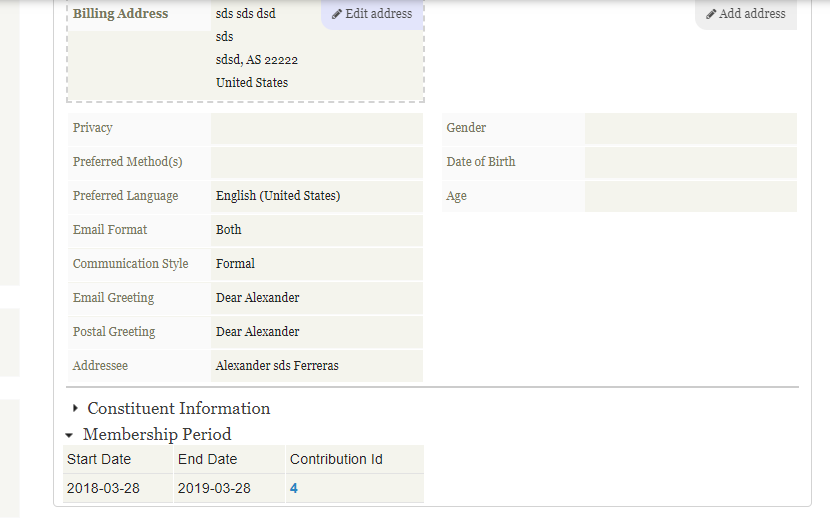 Billing Address sds sds dsd Edit address Add address
sds
sdsd, AS 22222
United States
Privacy Gender
Preferred Method(s) Date of Birth
Preferred Language English (United States) Age
Email Format Both
Communication Style Formal
Email Greeting Dear Alexander
Postal Greeting Dear Alexander
Addressee Alexander sds Ferreras
Constituent Information
Membership Period
Start Date End Date Contribution Id
2018-03-28 2019-03-28 4